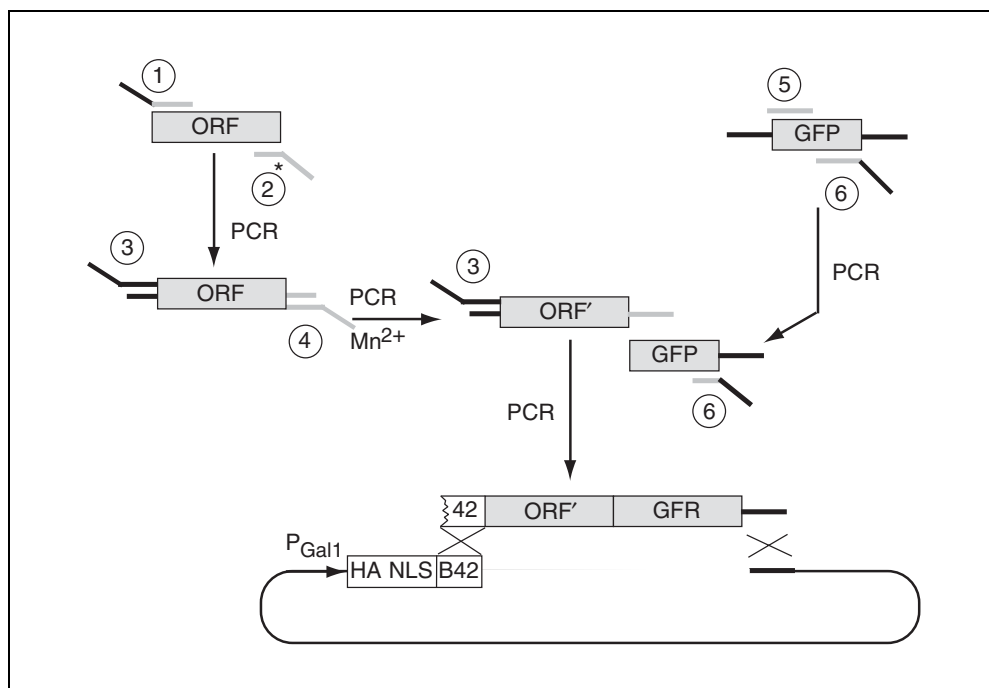 1
ORF
* 2
PCR
5
GFP
6
PCR
3
ORF
4
PCR
Mn2+
3
ORF′
GFP
6
PCR
42 ORF′ GFR
PGal1
HA NLS B42